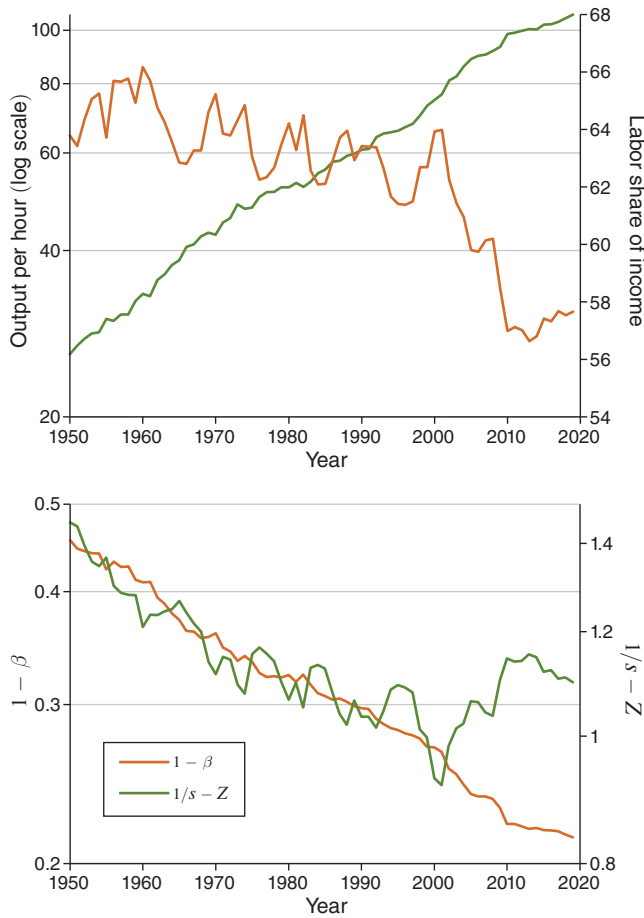 Output per hour (log scale)
100
80
60
40
20
68
66
64
62
60
58
56
54
Labor share of income
1950 1960 1970 1980 1990 2000 2010 2020
Year
1 − β
0.5
0.4
0.3
0.2
1.4
1.2
1
0.8
1/s − Z
1 − β
1/s − Z
1950 1960 1970 1980 1990 2000 2010 2020
Year